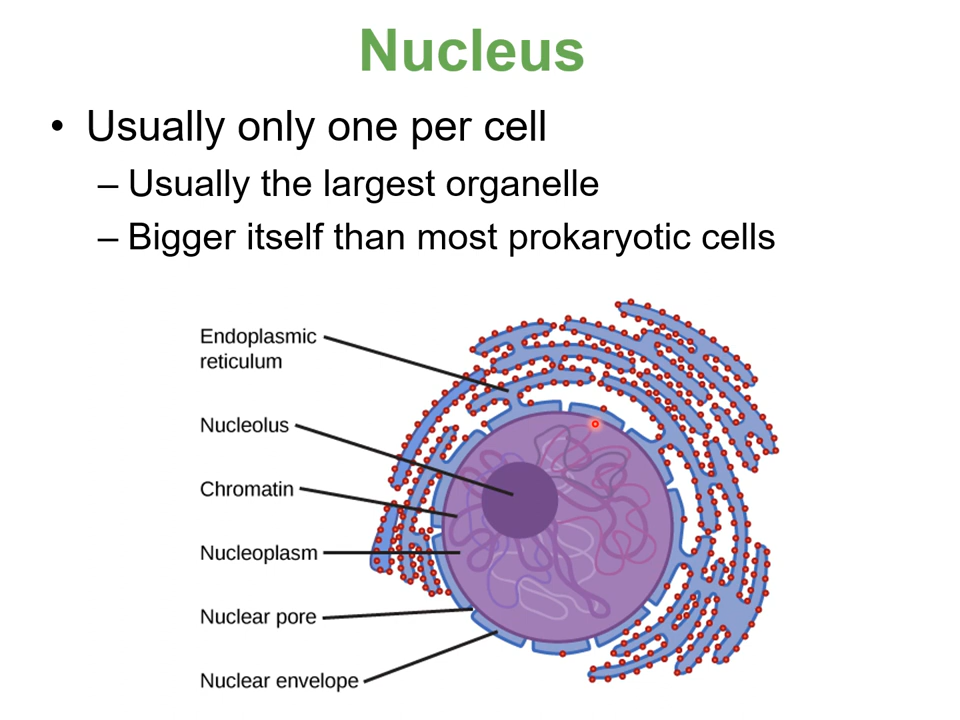 Nucleus
• Usually only one per cell
– Usually the largest organelle
– Bigger itself than most prokaryotic cells
Endoplasmic
reticulum
Nucleolus
Chromatin
Nucleoplasm
Nuclear pore
Nuclear envelope